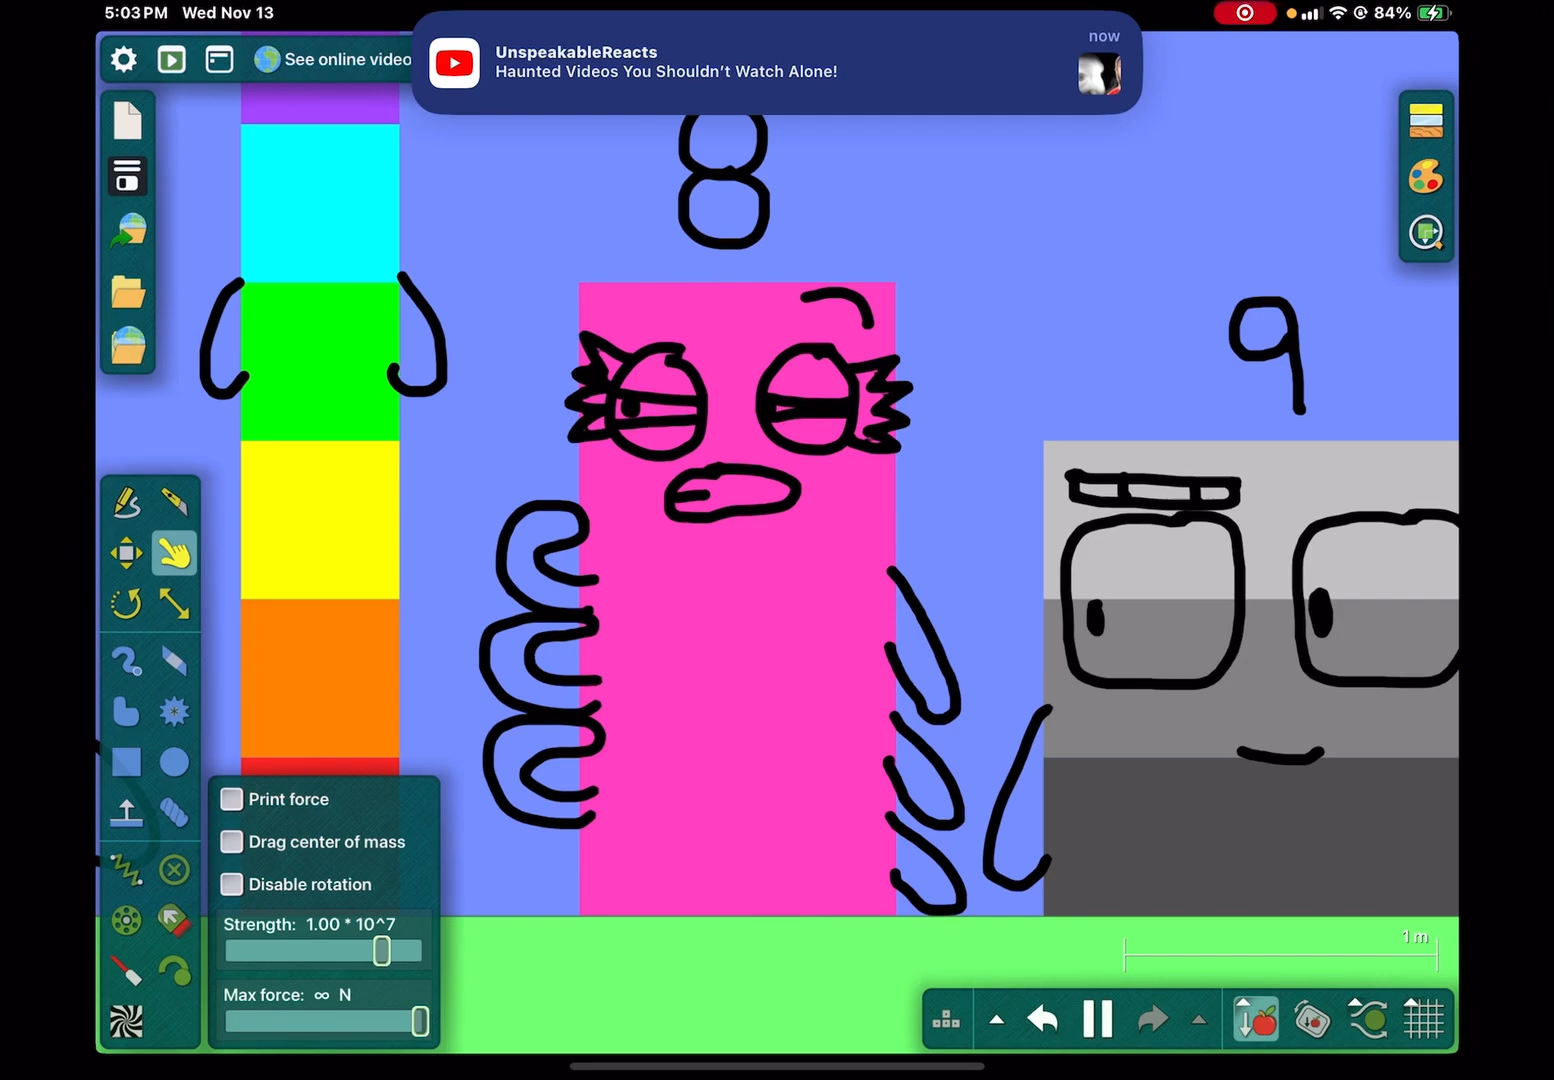 5:03 PM Wed Nov 13
84%
See online video
UnspeakableReacts
now
Haunted Videos You Shouldn't Watch Alone!
8
9
Print force
Drag center of mass
Disable rotation
Strength: 1.00 * 10^7
Max force: ∞ N
1 m